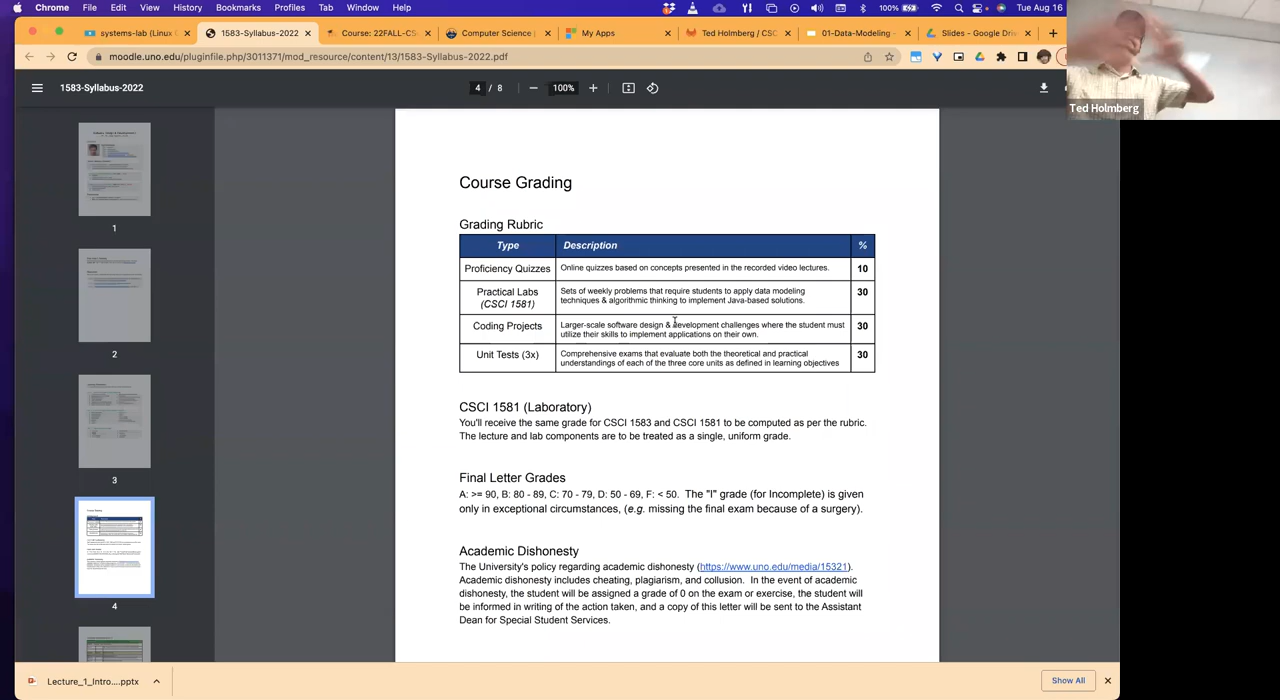 Chrome File Edit View History Bookmarks Profiles Tab Window Help 100% Tue Aug 16
systems-lab (Linux 1583-Syllabus-2022 Course: 22FALL-CS Computer Science | My Apps Ted Holmberg / CSC 01-Data-Modeling - Slides - Google Driv
moodle.uno.edu/pluginfile.php/3011371/mod_resource/content/13/1583-Syllabus-2022.pdf
1583-Syllabus-2022 4 / 8 100%
Ted Holmberg
1
2
3
4
Course Grading
Grading Rubric
Type Description %
Proficiency Quizzes Online quizzes based on concepts presented in the recorded video lectures. 10
Practical Labs Sets of weekly problems that require students to apply data modeling 30
(CSCI 1581) techniques & algorithmic thinking to implement Java-based solutions.
Coding Projects Larger-scale software design & development challenges where the student must 30
utilize their skills to implement applications on their own.
Unit Tests (3x) Comprehensive exams that evaluate both the theoretical and practical 30
understandings of each of the three core units as defined in learning objectives
CSCI 1581 (Laboratory)
You'll receive the same grade for CSCI 1583 and CSCI 1581 to be computed as per the rubric.
The lecture and lab components are to be treated as a single, uniform grade.
Final Letter Grades
A: >= 90, B: 80 - 89, C: 70 - 79, D: 50 - 69, F: < 50. The "I" grade (for Incomplete) is given
only in exceptional circumstances, (e.g. missing the final exam because of a surgery).
Academic Dishonesty
The University's policy regarding academic dishonesty (https://www.uno.edu/media/15321).
Academic dishonesty includes cheating, plagiarism, and collusion. In the event of academic
dishonesty, the student will be assigned a grade of 0 on the exam or exercise, the student will
be informed in writing of the action taken, and a copy of this letter will be sent to the Assistant
Dean for Special Student Services.
Lecture_1_Intro....pptx Show All